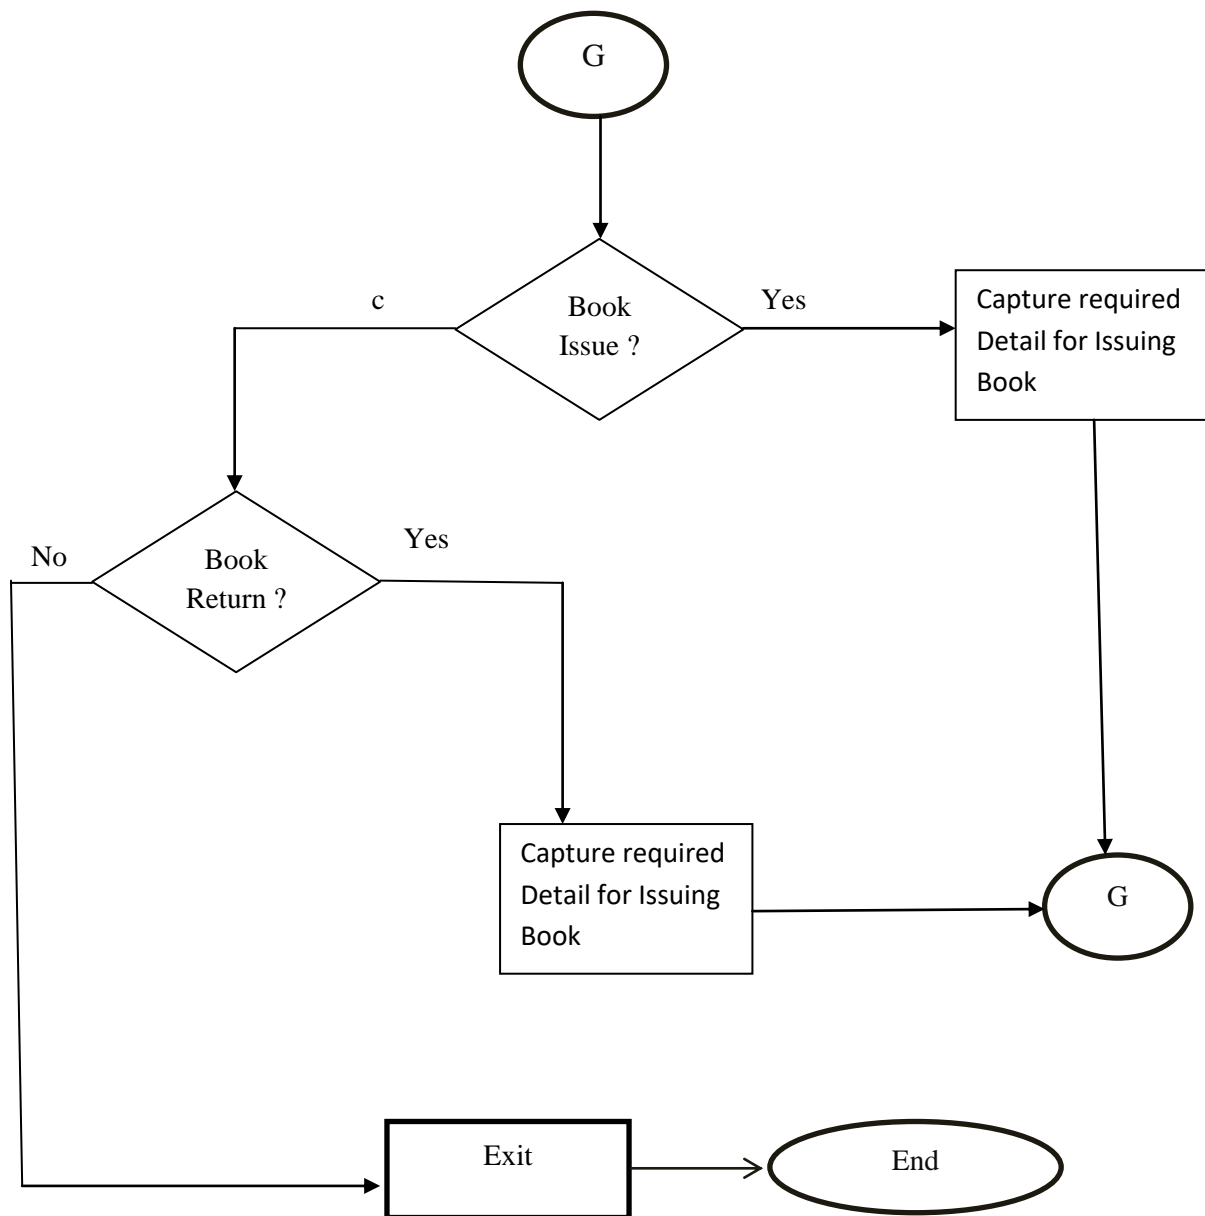 G
c
Book
Issue ?
Yes
Capture required
Detail for Issuing
Book
No
Book
Return ?
Yes
Capture required
Detail for Issuing
Book
G
Exit
End